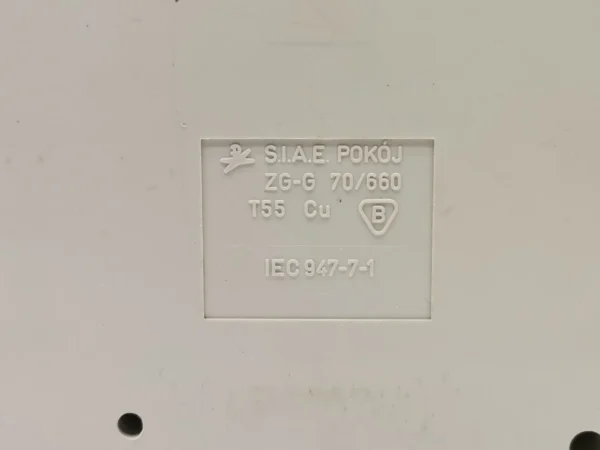 S.I.A.E. POKÓJ
ZG-G 70/660
T55 Cu B
IEC 947-7-1